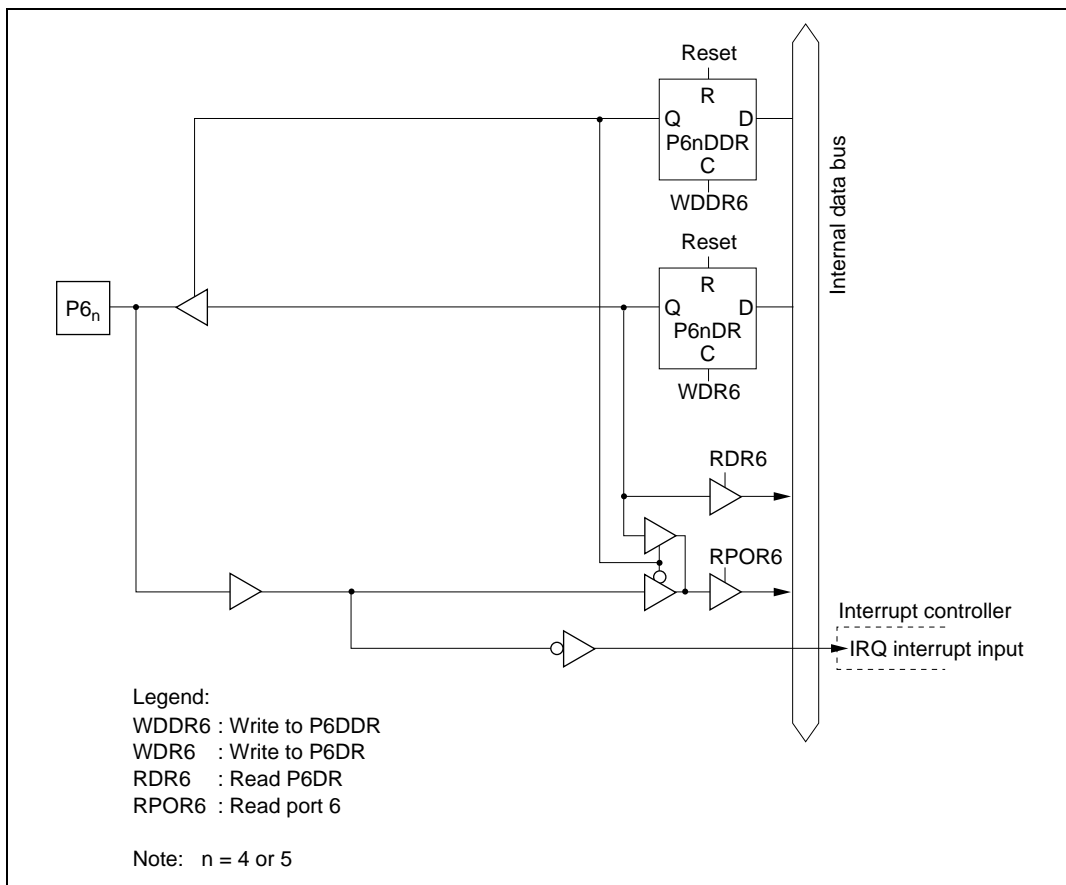 Reset
R
Q D
P6nDDR
C
WDDR6
Reset
R
P6n
Q D
P6nDR
C
WDR6
Internal data bus
RDR6
RPOR6
Interrupt controller
IRQ interrupt input
Legend:
WDDR6 : Write to P6DDR
WDR6 : Write to P6DR
RDR6 : Read P6DR
RPOR6 : Read port 6
Note: n = 4 or 5